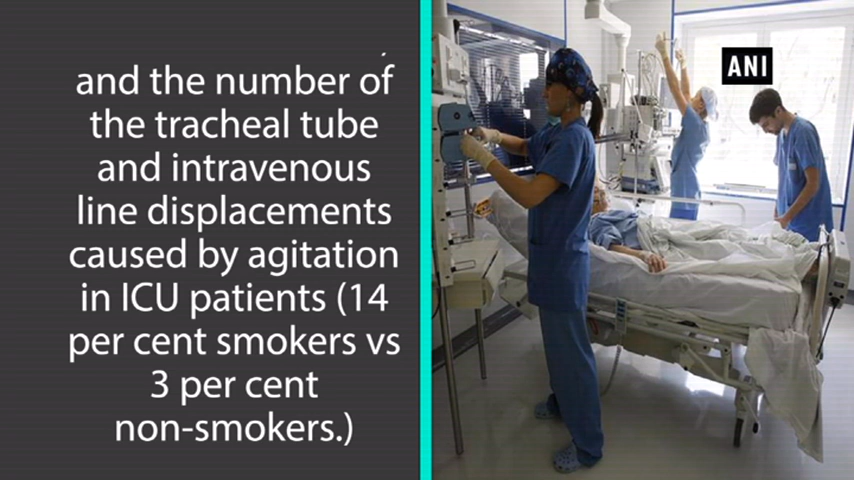 and the number of
the tracheal tube
and intravenous
line displacements
caused by agitation
in ICU patients (14
per cent smokers vs
3 per cent
non-smokers.)
ANI